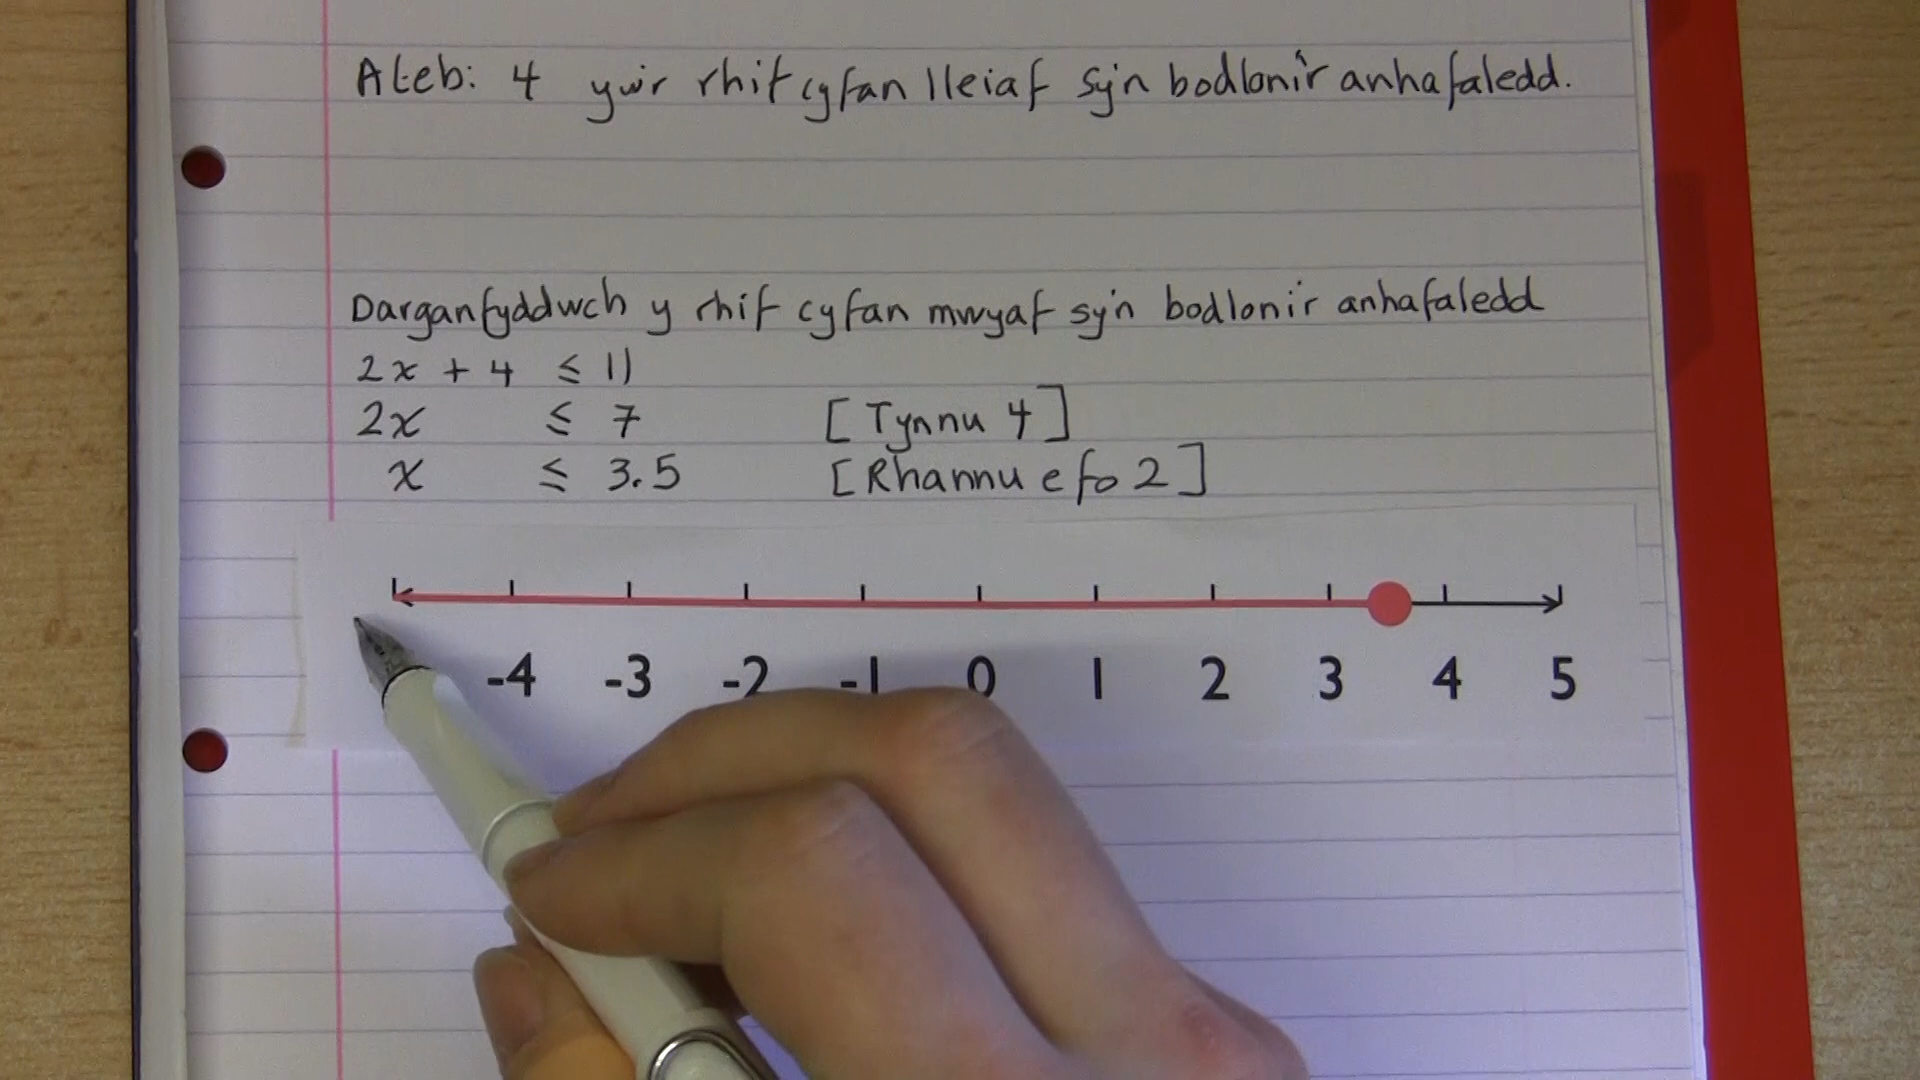 Ateb: 4 yw'r rhif cyfan lleiaf sy'n bodloni'r anhafaledd.
Darganfyddwch y rhif cyfan mwyaf sy'n bodloni'r anhafaledd
2x + 4 ≤ 11
2x ≤ 7 [Tynnu 4]
x ≤ 3.5 [Rhannu efo 2]
-4 -3 -2 -1 0 1 2 3 4 5